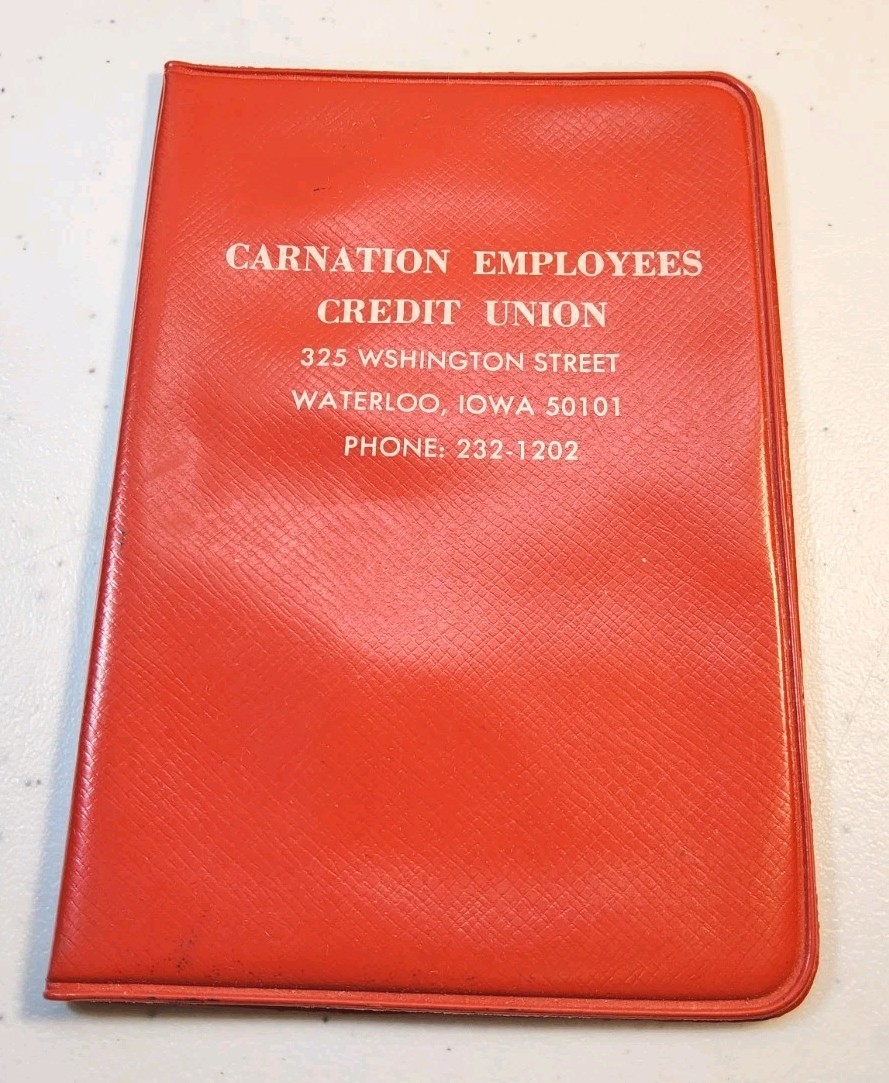 CARNATION EMPLOYEES
CREDIT UNION
325 WSHINGTON STREET
WATERLOO, IOWA 50101
PHONE: 232-1202